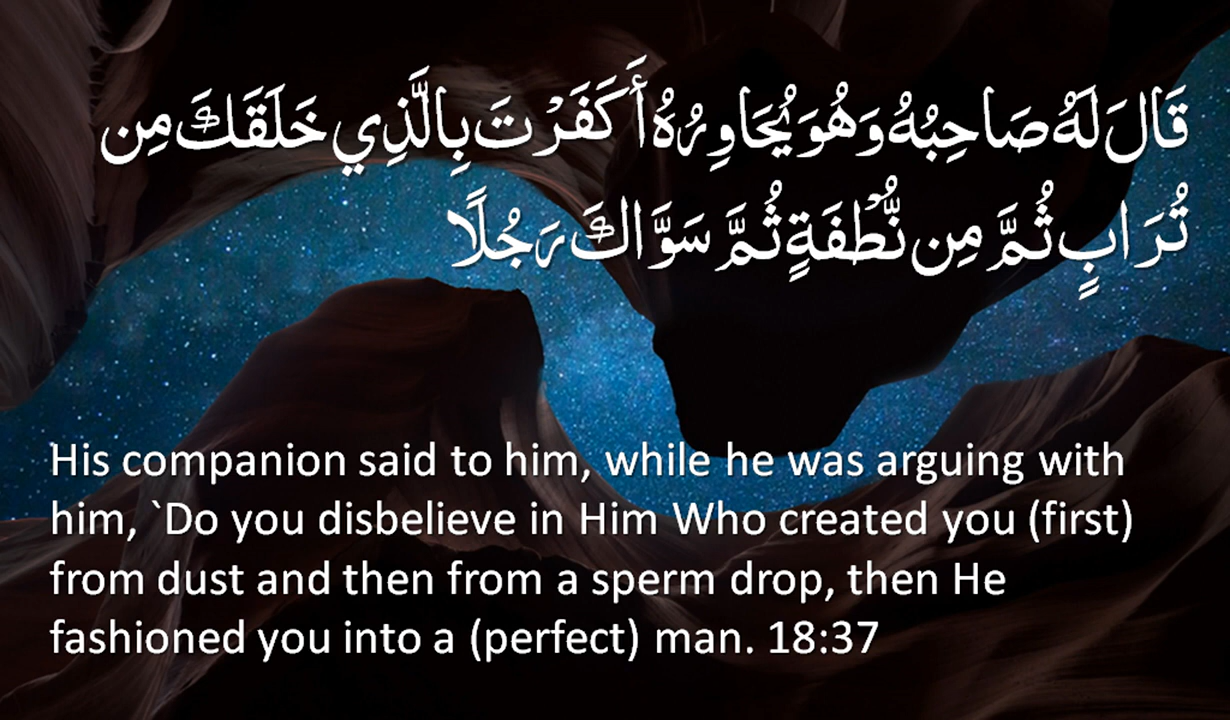 قَالَ لَهُ صَاحِبُهُ وَهُوَ يُحَاوِرُهُ أَكَفَرْتَ بِالَّذِي خَلَقَكَ مِن
تُرَابٍ ثُمَّ مِن نُّطْفَةٍ ثُمَّ سَوَّاكَ رَجُلًا
His companion said to him, while he was arguing with
him, `Do you disbelieve in Him Who created you (first)
from dust and then from a sperm drop, then He
fashioned you into a (perfect) man. 18:37